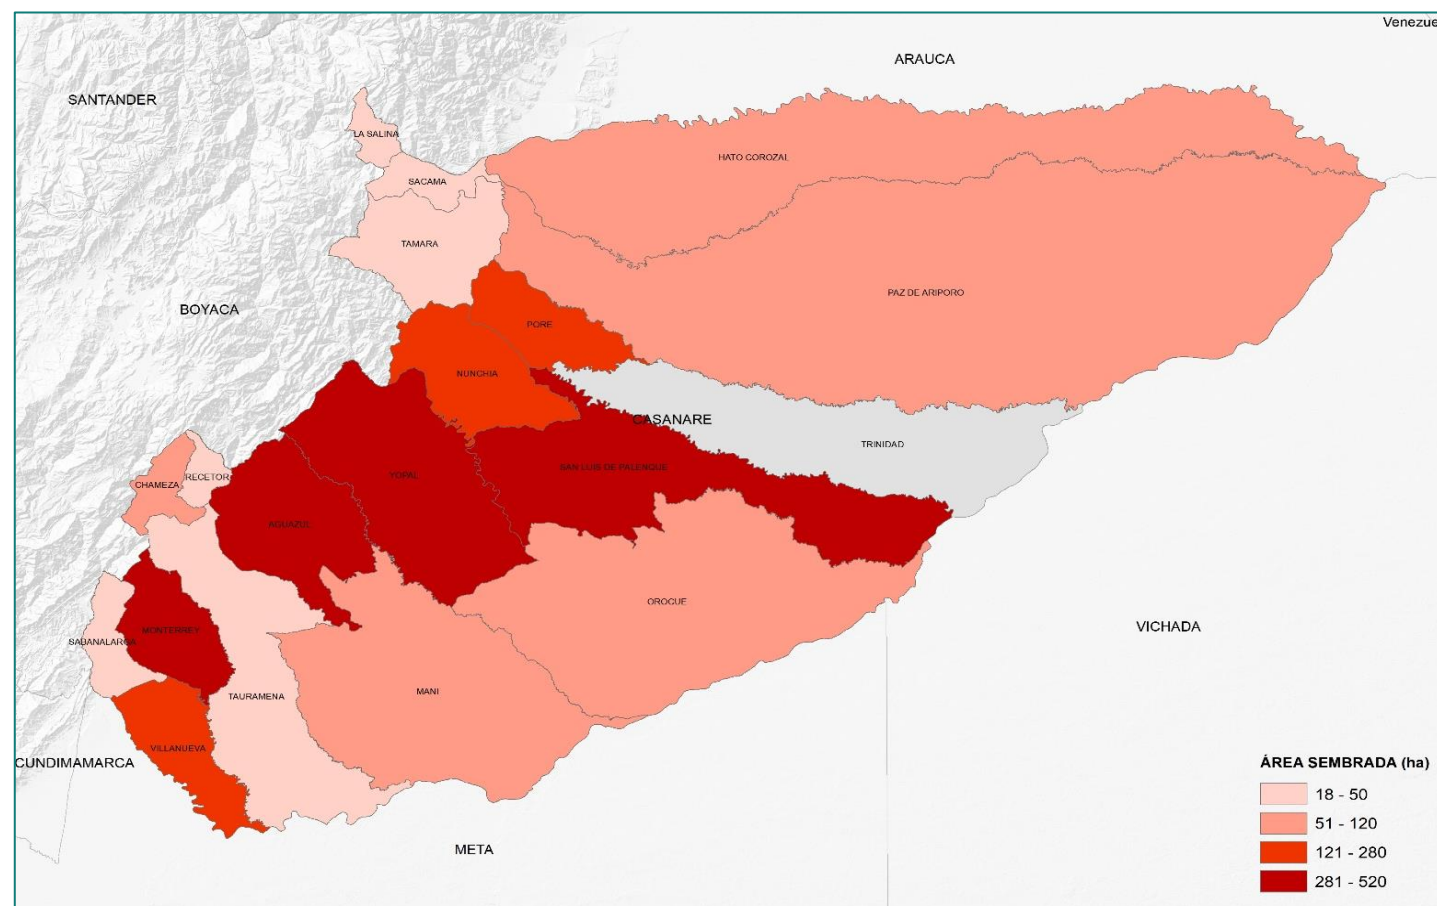 Venezue
ARAUCA
SANTANDER
LA SALINA
HATO COROZAL
SACAMA
TAMARA
PAZ DE ARIPORO
BOYACA
PORE
NUNCHIA
CASANARE
TRINIDAD
SAN LUIS DE PALENQUE
YOPAL
RECETOR
CHAMEZA
AGUAZUL
OROCUE
VICHADA
MONTERREY
SABANALARGA
MANI
TAURAMENA
VILLANUEVA
CUNDIMAMARCA
META
ÁREA SEMBRADA (ha)
18 - 50
51 - 120
121 - 280
281 - 520